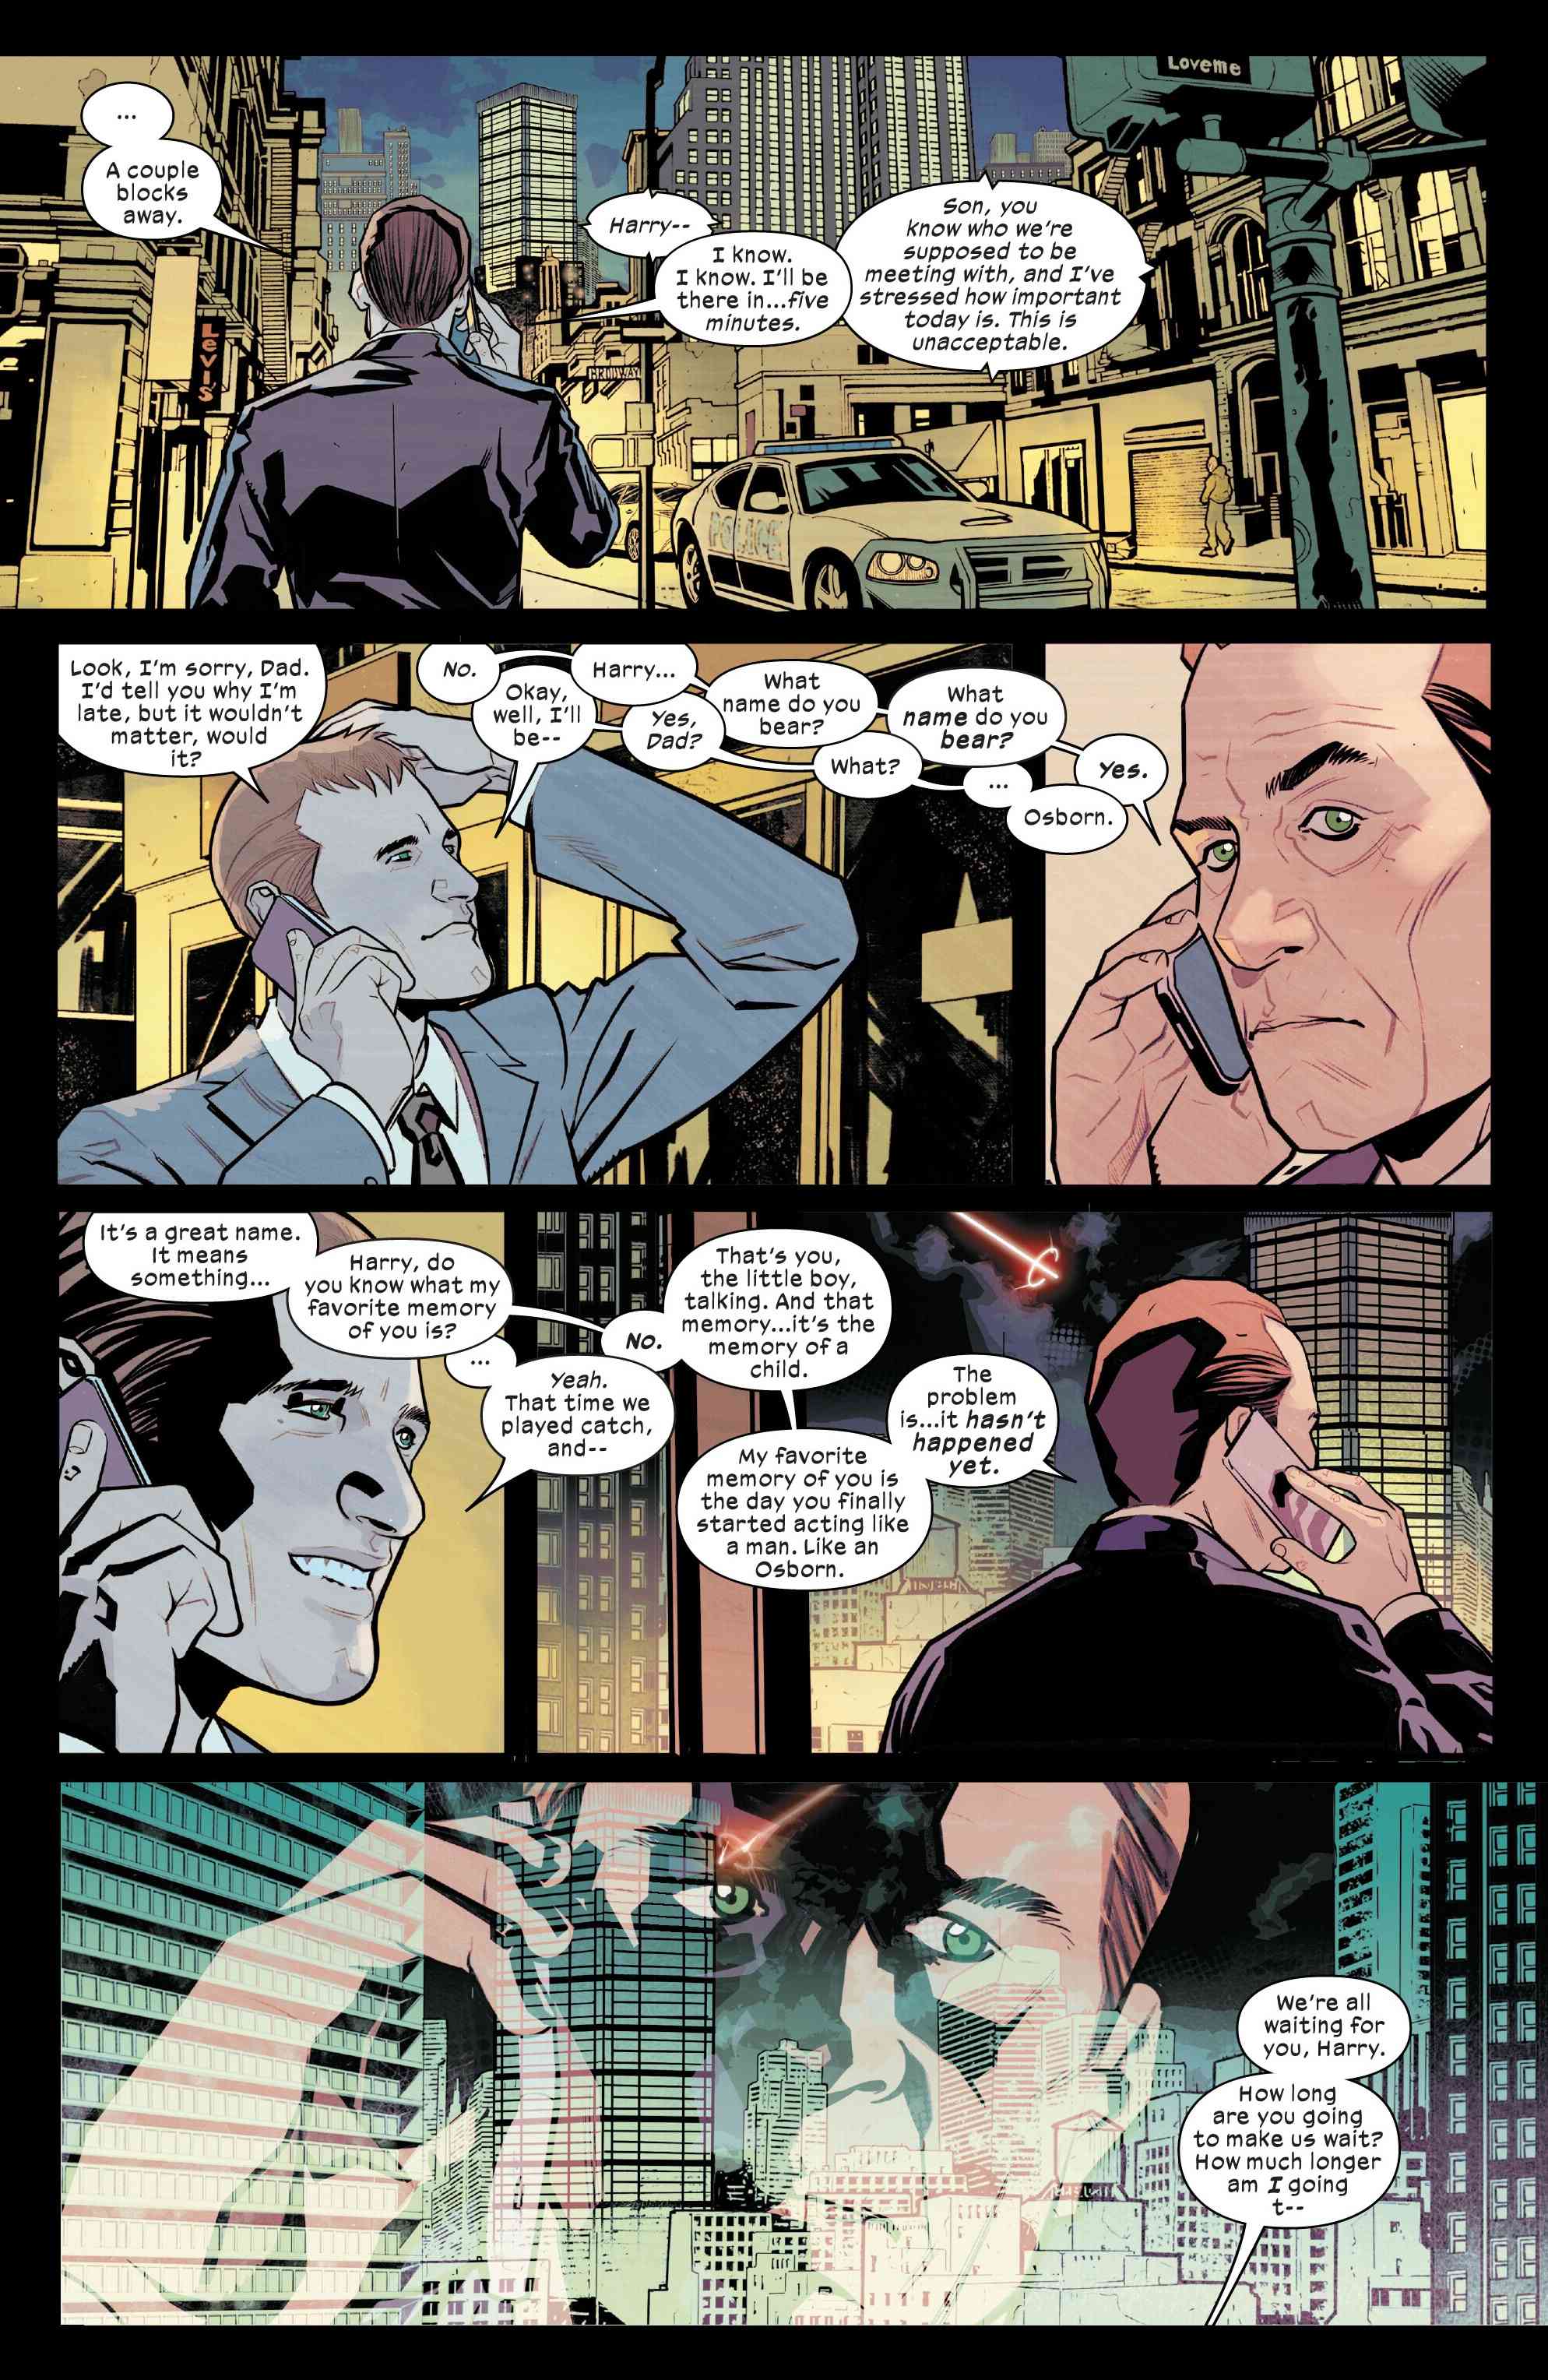 Loveme
...
A couple
blocks
away.
Harry--
I know.
I know. I'll be
there in...five
minutes.
Son, you
know who we're
supposed to be
meeting with, and I've
stressed how important
today is. This is
unacceptable.
Levi's
POLICE
Look, I'm sorry, Dad.
I'd tell you why I'm
late, but it wouldn't
matter, would
it?
No.
Okay,
well, I'll
be--
Harry...
Yes,
Dad?
What
name do you
bear?
What?
What
name do you
bear?
...
Osborn.
Yes.
It's a great name.
It means
something...
Harry, do
you know what my
favorite memory
of you is?
...
Yeah.
That time we
played catch,
and--
No.
That's you,
the little boy,
talking. And that
memory...it's the
memory of a
child.
My favorite
memory of you is
the day you finally
started acting like
a man. Like an
Osborn.
The
problem
is...it hasn't
happened
yet.
We're all
waiting for
you, Harry.
How long
are you going
to make us wait?
How much longer
am I going
t--